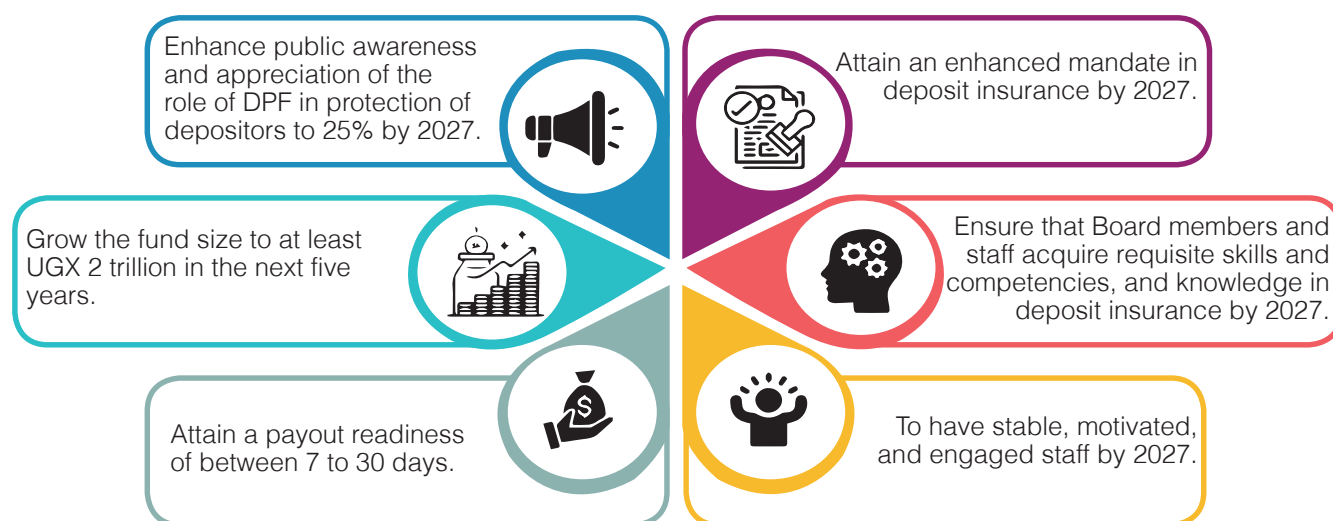 Enhance public awareness
and appreciation of the
role of DPF in protection of
depositors to 25% by 2027.
Attain an enhanced mandate in
deposit insurance by 2027.
Grow the fund size to at least
UGX 2 trillion in the next five
years.
Ensure that Board members and
staff acquire requisite skills and
competencies, and knowledge in
deposit insurance by 2027.
Attain a payout readiness
of between 7 to 30 days.
To have stable, motivated,
and engaged staff by 2027.
$